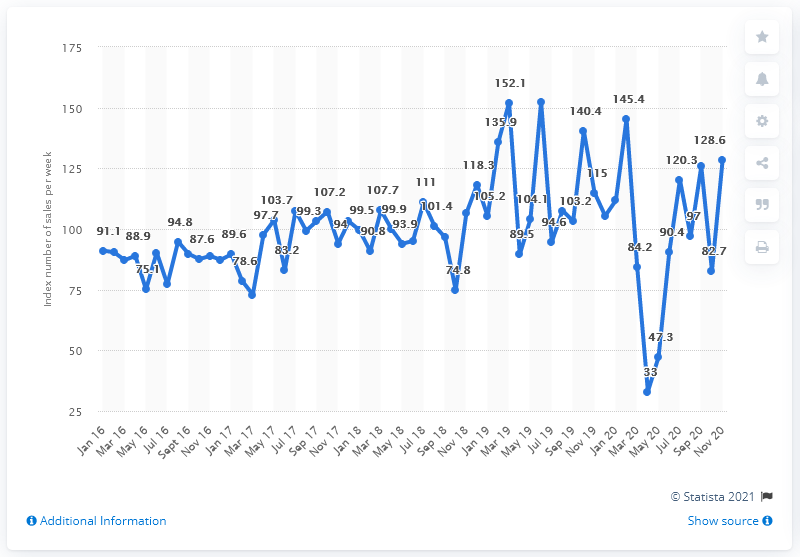 175
150
125
100
75
50
25
Index number of sales per week
91.1
88.9
75.1
94.8
87.6
89.6
78.6
97.7
103.7
83.2
99.3
107.2
94
99.5
90.8
107.7
99.9
93.9
111
101.4
74.8
118.3
105.2
135.9
152.1
89.5
104.1
94.6
103.2
140.4
115
145.4
84.2
33
47.3
90.4
120.3
97
82.7
128.6
Jan 16
Mar 16
May 16
Jul 16
Sept 16
Nov 16
Jan 17
Mar 17
May 17
Jul 17
Sep 17
Nov 17
Jan 18
Mar 18
May 18
Jul 18
Sep 18
Nov 18
Jan 19
Mar 19
May 19
Jul 19
Sep 19
Nov 19
Jan 20
Mar 20
May 20
Jul 20
Sep 20
Nov 20
© Statista 2021
Additional Information
Show source